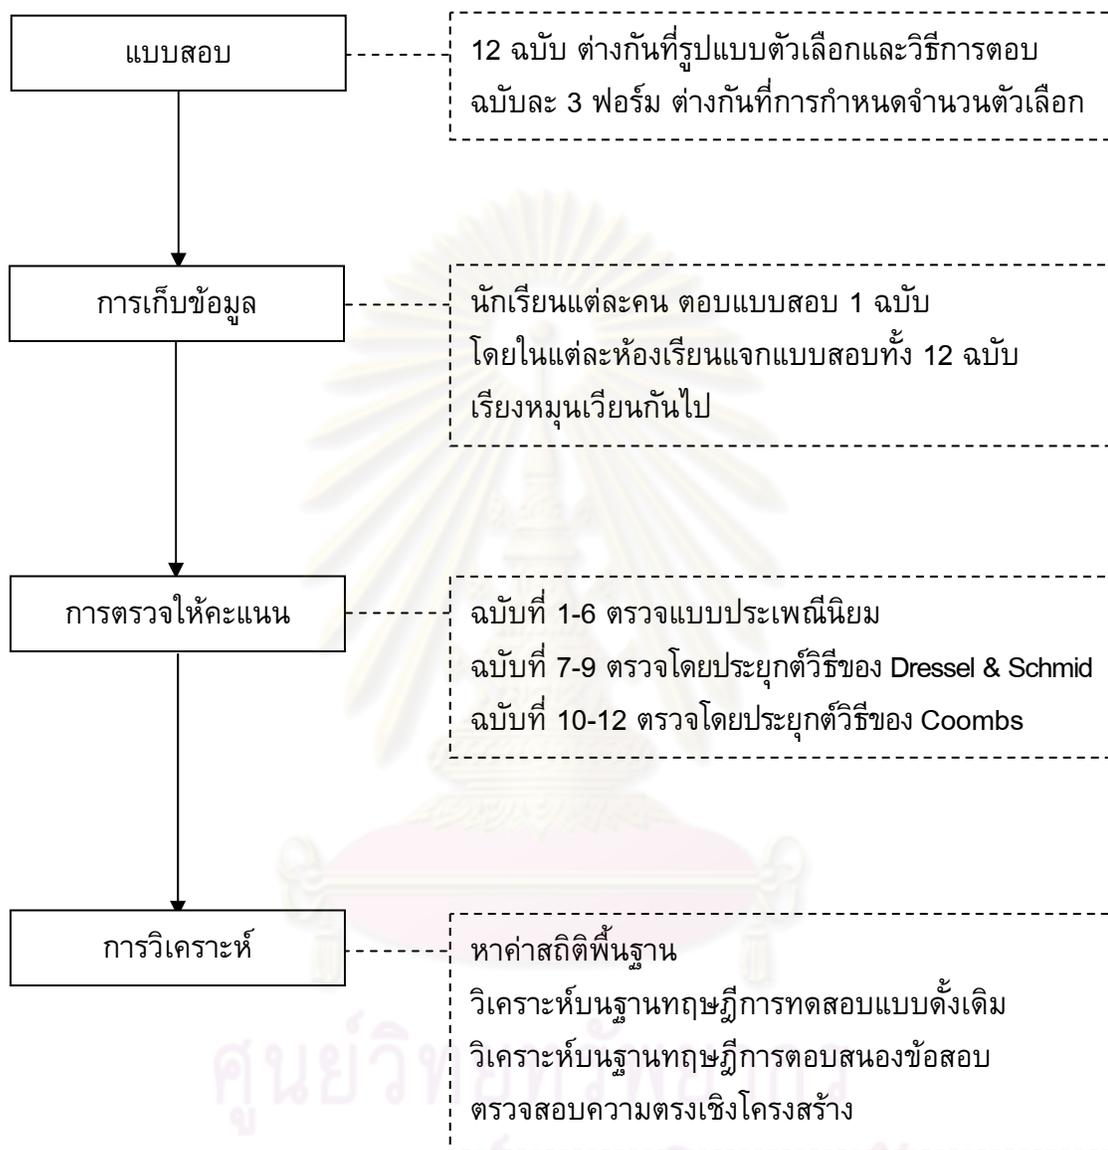 แบบสอบ
12 ฉบับ ต่างกันที่รูปแบบตัวเลือกและวิธีการตอบ
ฉบับละ 3 ฟอร์ม ต่างกันที่การกำหนดจำนวนตัวเลือก
การเก็บข้อมูล
นักเรียนแต่ละคน ตอบแบบสอบ 1 ฉบับ
โดยในแต่ละห้องเรียนแจกแบบสอบทั้ง 12 ฉบับ
เรียงหมุนเวียนกันไป
การตรวจให้คะแนน
ฉบับที่ 1-6 ตรวจแบบประเพณีนิยม
ฉบับที่ 7-9 ตรวจโดยประยุกต์วิธีของ Dressel & Schmid
ฉบับที่ 10-12 ตรวจโดยประยุกต์วิธีของ Coombs
การวิเคราะห์
หาค่าสถิติพื้นฐาน
วิเคราะห์บนฐานทฤษฎีการทดสอบแบบดั้งเดิม
วิเคราะห์บนฐานทฤษฎีการตอบสนองข้อสอบ
ตรวจสอบความตรงเชิงโครงสร้าง
ศูนย์วิทยทรัพยากร